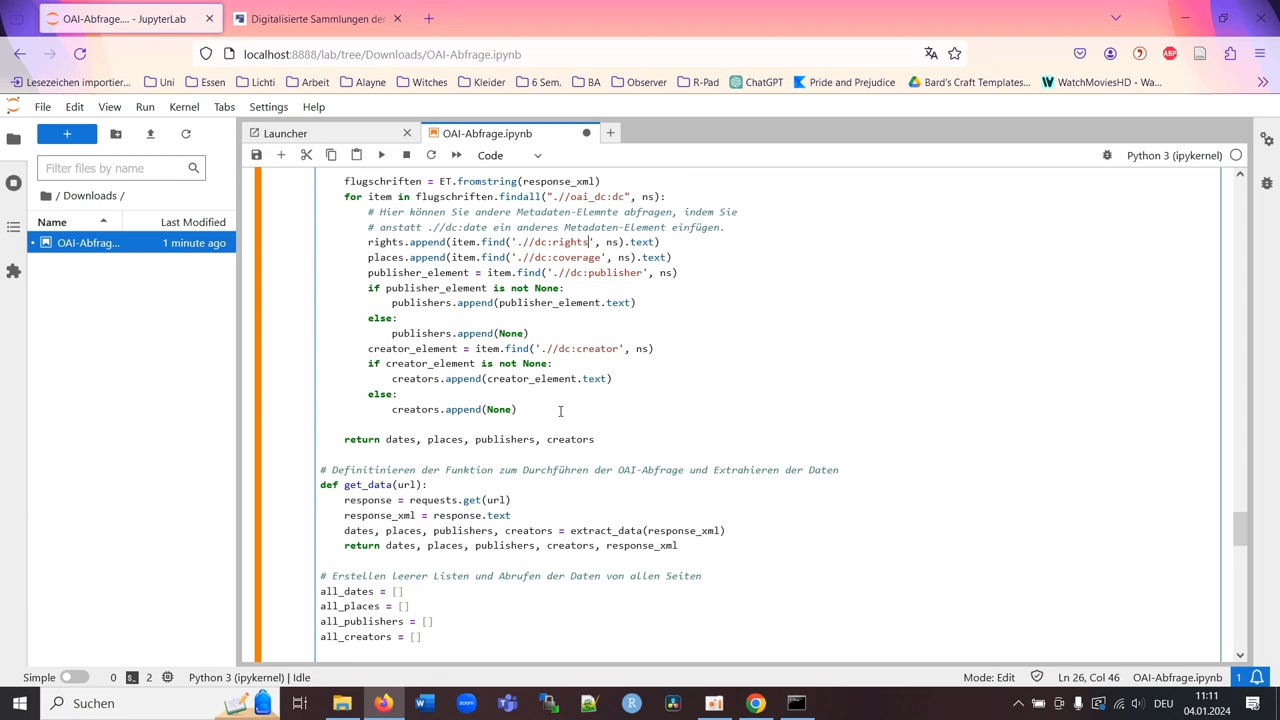 OAI-Abfrage.... - JupyterLab
Digitalisierte Sammlungen der
localhost:8888/lab/tree/Downloads/OAI-Abfrage.ipynb
Lesezeichen importier...
Uni
Essen
Lichti
Arbeit
Alayne
Witches
Kleider
6 Sem.
BA
Observer
R-Pad
ChatGPT
Pride and Prejudice
Bard's Craft Templates...
WatchMoviesHD - Wa...
File Edit View Run Kernel Tabs Settings Help
Launcher
OAI-Abfrage.ipynb
Code
Python 3 (ipykernel)
Filter files by name
/ Downloads /
Name Last Modified
OAI-Abfrag... 1 minute ago
flugschriften = ET.fromstring(response_xml)
for item in flugschriften.findall(".//oai_dc:dc", ns):
# Hier können Sie andere Metadaten-Elemnte abfragen, indem Sie
# anstatt .//dc:date ein anderes Metadaten-Element einfügen.
rights.append(item.find('.//dc:rights', ns).text)
places.append(item.find('.//dc:coverage', ns).text)
publisher_element = item.find('.//dc:publisher', ns)
if publisher_element is not None:
publishers.append(publisher_element.text)
else:
publishers.append(None)
creator_element = item.find('.//dc:creator', ns)
if creator_element is not None:
creators.append(creator_element.text)
else:
creators.append(None)
return dates, places, publishers, creators
# Definitinieren der Funktion zum Durchführen der OAI-Abfrage und Extrahieren der Daten
def get_data(url):
response = requests.get(url)
response_xml = response.text
dates, places, publishers, creators = extract_data(response_xml)
return dates, places, publishers, creators, response_xml
# Erstellen leerer Listen und Abrufen der Daten von allen Seiten
all_dates = []
all_places = []
all_publishers = []
all_creators = []
Simple 0 2 Python 3 (ipykernel) | Idle
Mode: Edit Ln 26, Col 46 OAI-Abfrage.ipynb 1
Suchen
DEU
11:11
04.01.2024